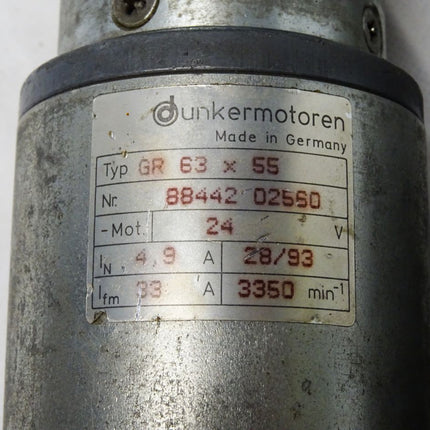 dunkermotoren
Made in Germany
Typ GR 63 x 55
Nr. 88442 02550
-Mot. 24 V
IN 4,9 A 28/93
Ifm 33 A 3350 min-1